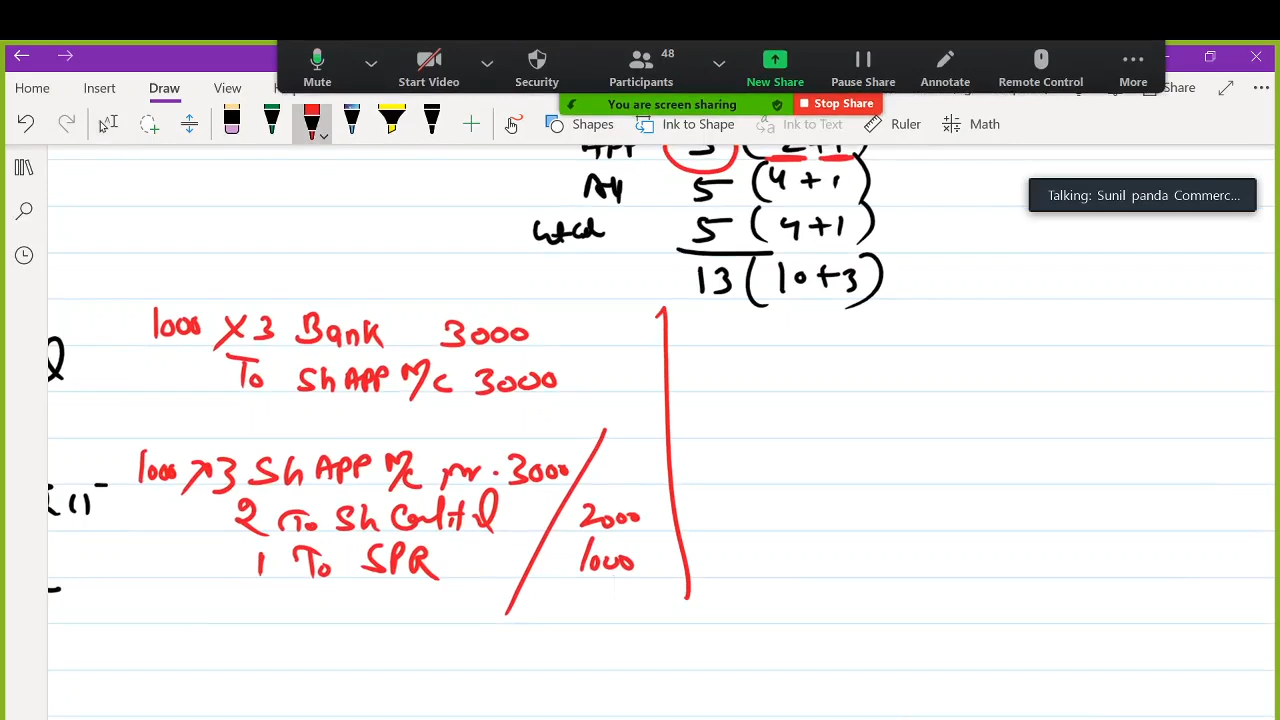 48
Mute
Start Video
Security
Participants
New Share
Pause Share
Annotate
Remote Control
More
You are screen sharing
Stop Share
Home
Insert
Draw
View
Share
Shapes
Ink to Shape
Ink to Text
Ruler
Math
Talking: Sunil panda Commerc...
5 (4+1)
5 (4+1)
13 (10+3)
1000 X 3 Bank 3000
To Sh APP M/c 3000
1000 X 3 Sh APP M/c Dr. 3000
2 To Sh Capital 2000
1 To SPR 1000